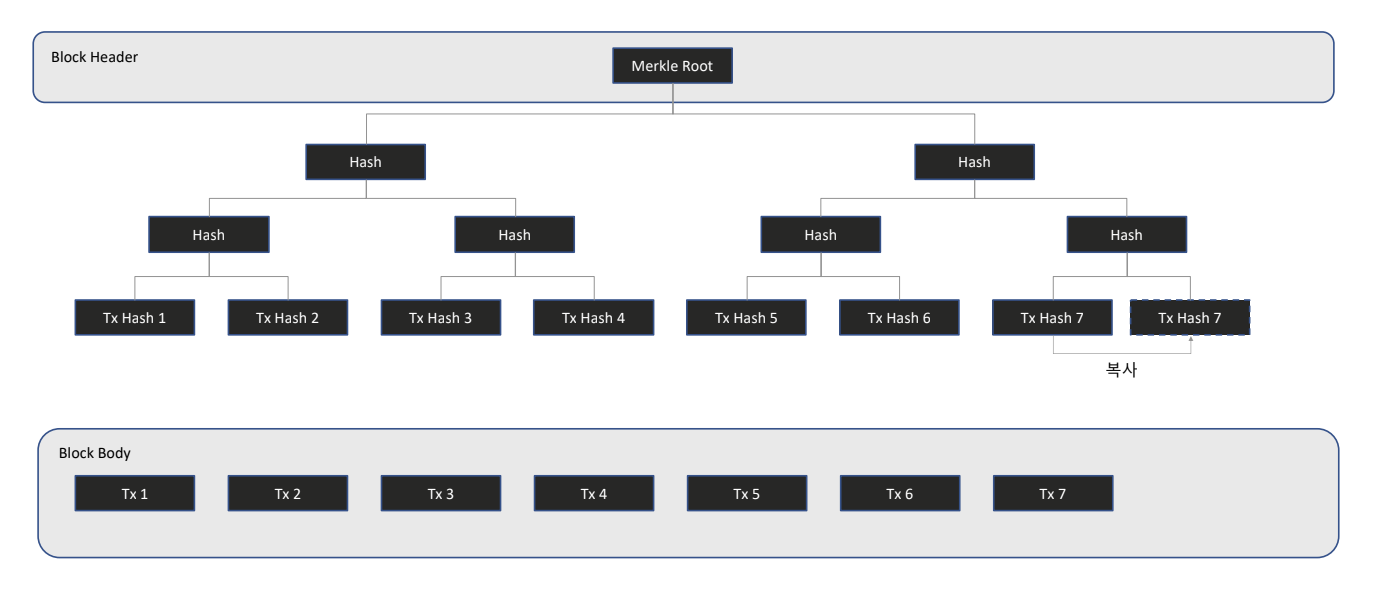 Block Header
Merkle Root
Hash
Hash
Hash
Hash
Hash
Hash
Tx Hash 1
Tx Hash 2
Tx Hash 3
Tx Hash 4
Tx Hash 5
Tx Hash 6
Tx Hash 7
Tx Hash 7
복사
Block Body
Tx 1
Tx 2
Tx 3
Tx 4
Tx 5
Tx 6
Tx 7